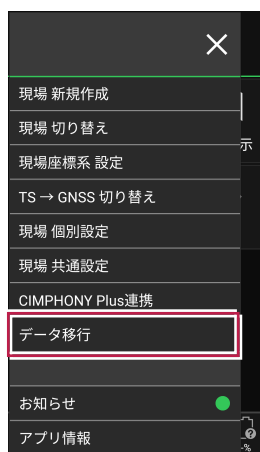 現場 新規作成
現場 切り替え
示
現場座標系 設定
TS → GNSS 切り替え
現場 個別設定
現場 共通設定
CIMPHONY Plus連携
データ移行
お知らせ
アプリ情報
-%